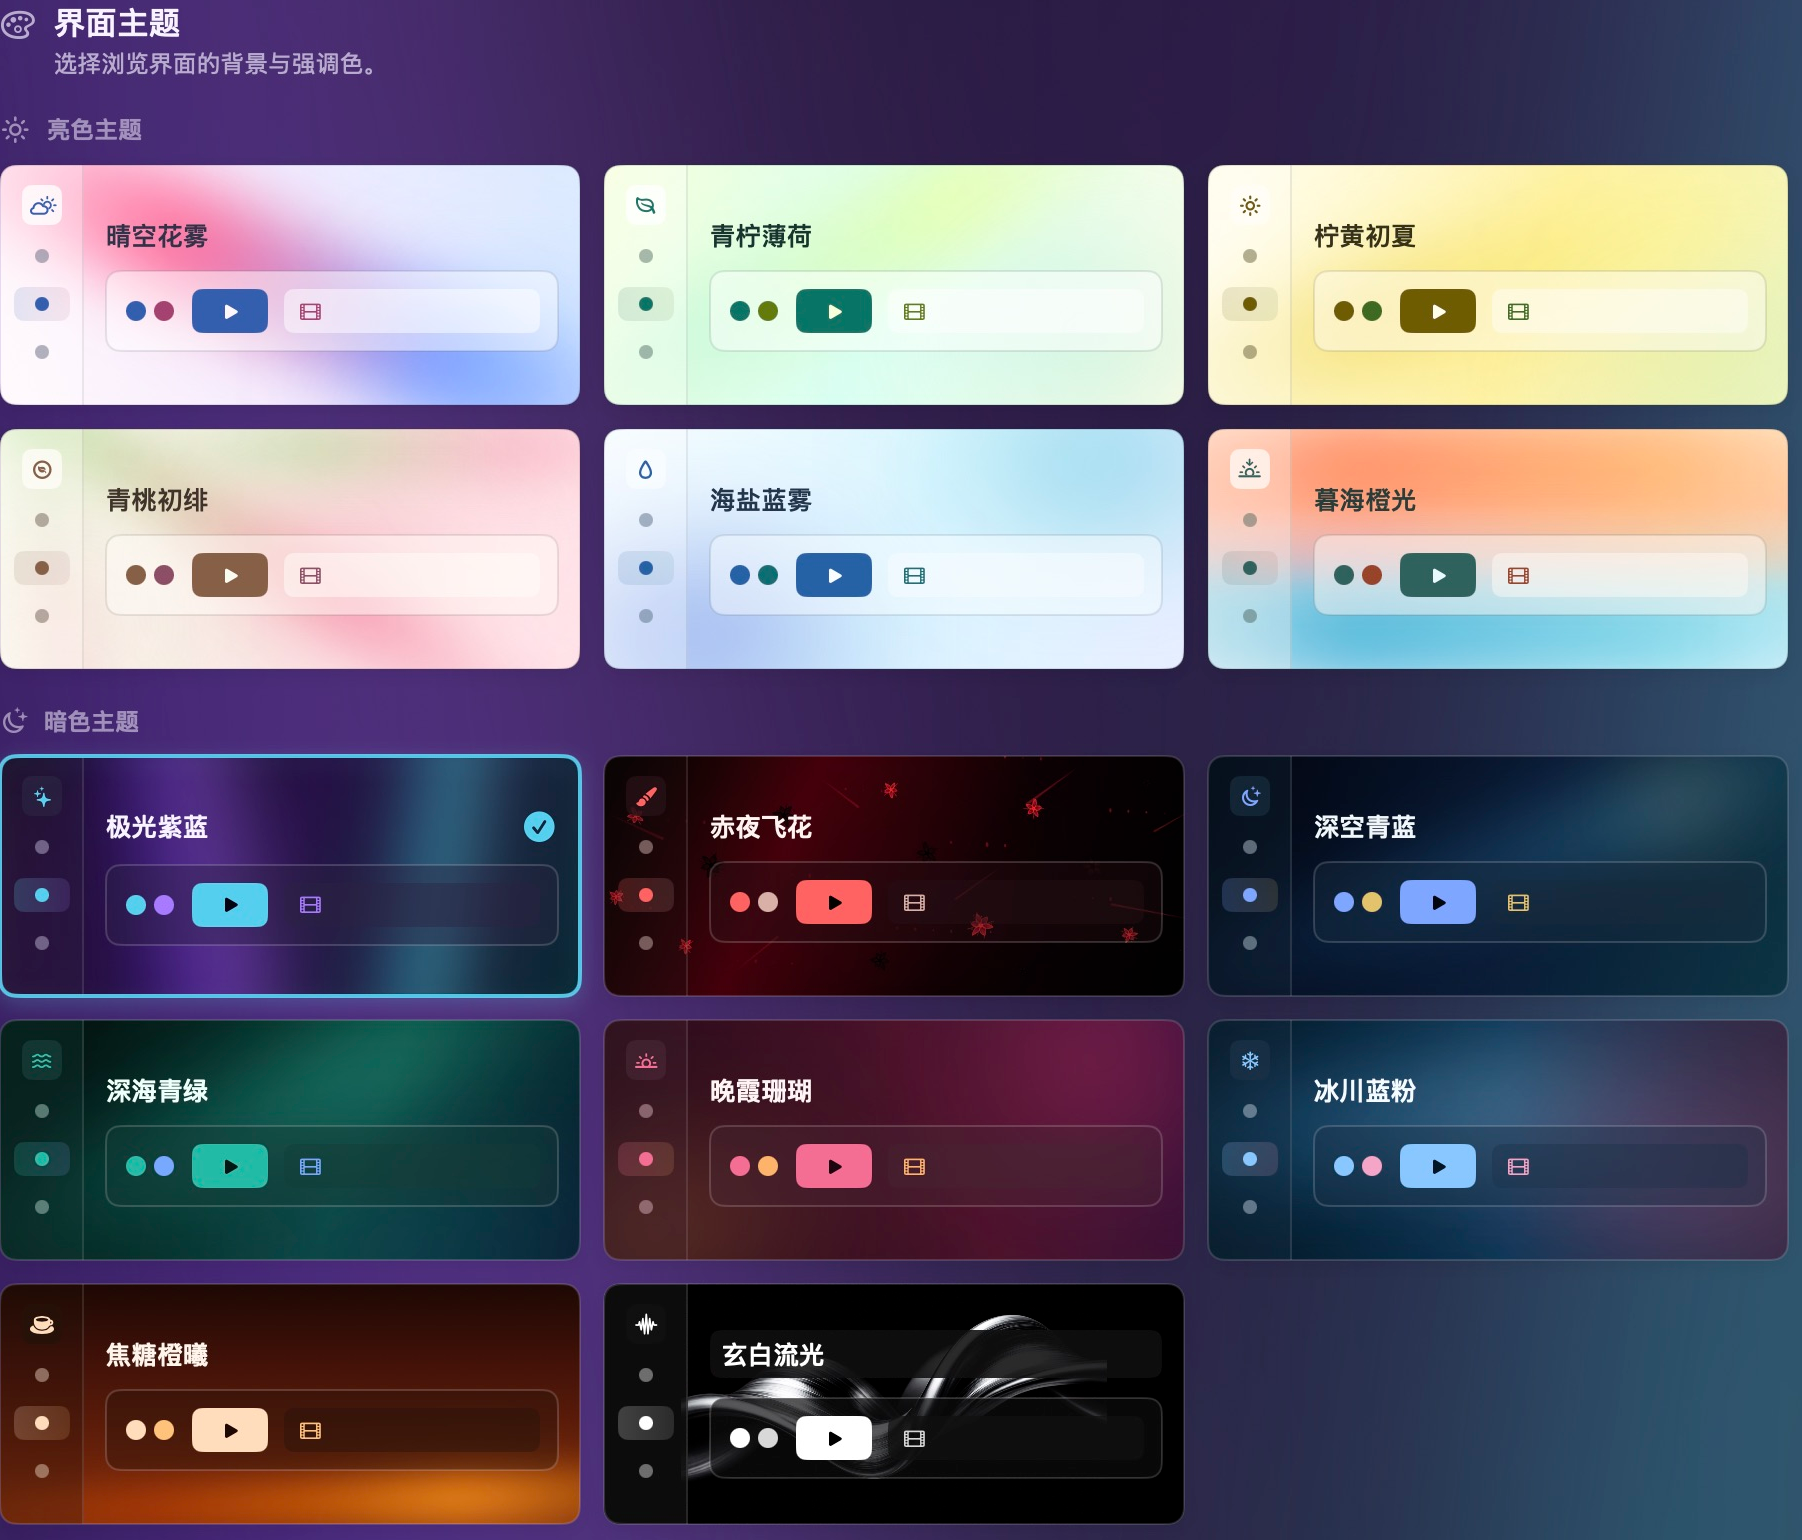 界面主题
选择浏览界面的背景与强调色。
亮色主题
晴空花雾
青柠薄荷
柠黄初夏
青桃初绯
海盐蓝雾
暮海橙光
暗色主题
极光紫蓝
赤夜飞花
深空青蓝
深海青绿
晚霞珊瑚
冰川蓝粉
焦糖橙曦
玄白流光